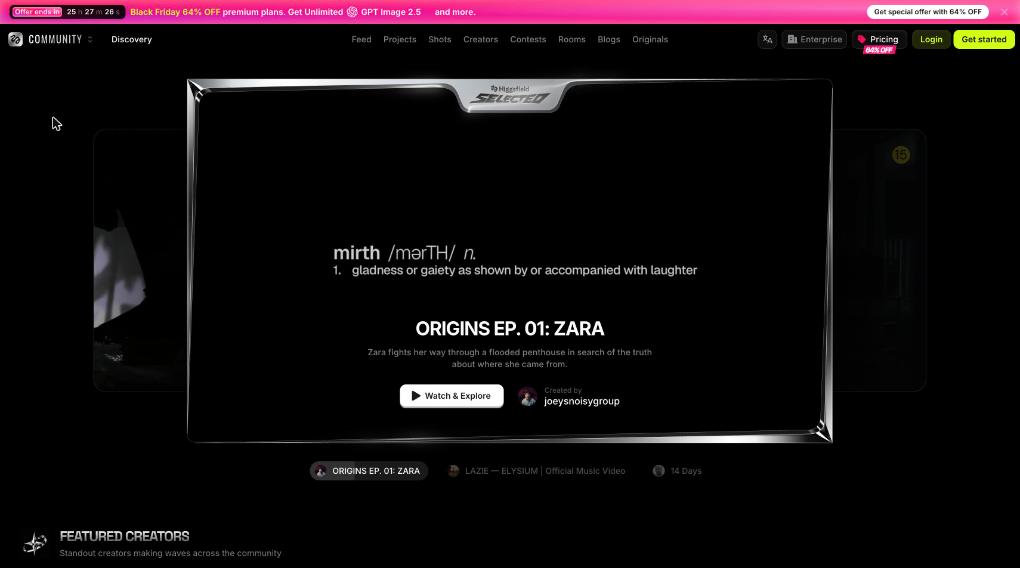 Offer ends in 25 h 27 m 26 s
Black Friday 64% OFF premium plans. Get Unlimited GPT Image 2.5 and more.
Get special offer with 64% OFF
COMMUNITY
Discovery
Feed
Projects
Shots
Creators
Contests
Rooms
Blogs
Originals
Enterprise
Pricing
64% OFF
Login
Get started
Higgsfield
SELECTED
15
mirth /mərTH/ n.
1. gladness or gaiety as shown by or accompanied with laughter
ORIGINS EP. 01: ZARA
Zara fights her way through a flooded penthouse in search of the truth
about where she came from.
Watch & Explore
Created by
joeysnoisygroup
ORIGINS EP. 01: ZARA
LAZIE — ELYSIUM | Official Music Video
14 Days
FEATURED CREATORS
Standout creators making waves across the community